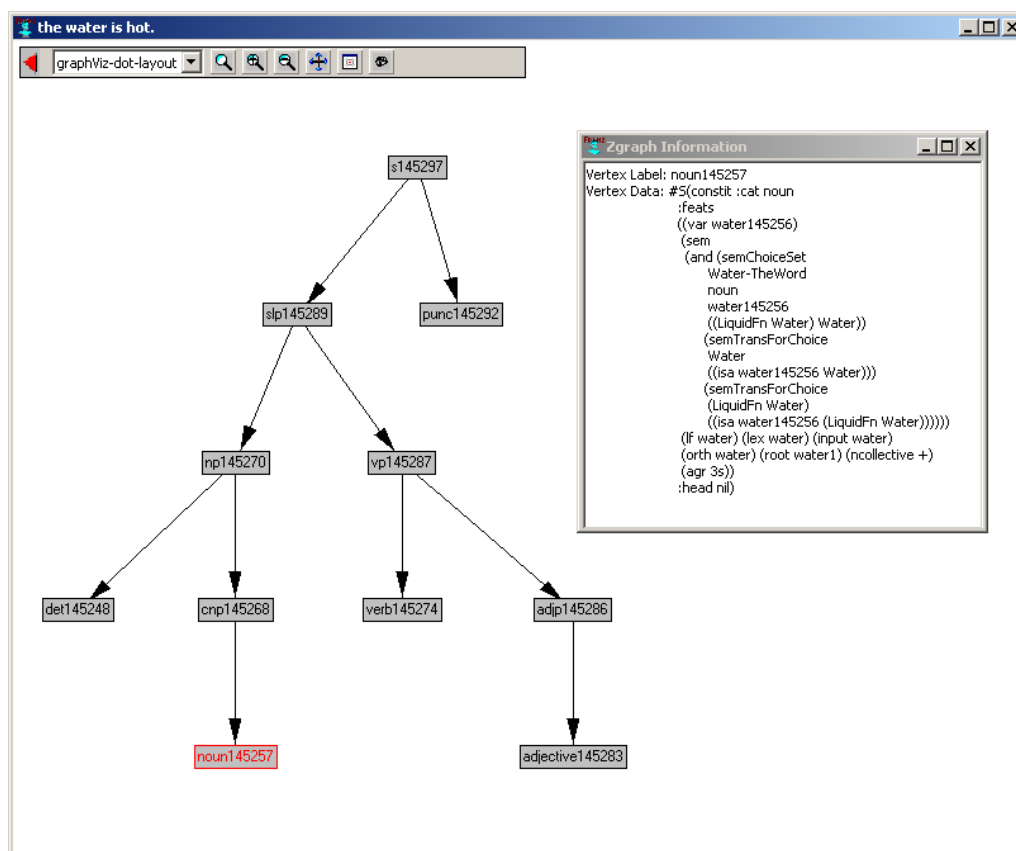 the water is hot.
graphViz-dot-layout
s145297
Zgraph Information
Vertex Label: noun145257
Vertex Data: #S(constit :cat noun
:feats
((var water145256)
(sem
(and (semChoiceSet
Water-TheWord
noun
water145256
((LiquidFn Water) Water))
(semTransForChoice
Water
((isa water145256 Water)))
(semTransForChoice
(LiquidFn Water)
((isa water145256 (LiquidFn Water))))))
(lf water) (lex water) (input water)
(orth water) (root water1) (ncollective +)
(agr 3s))
:head nil)
slp145289 punc145292
np145270 vp145287
det145248 cnp145268 verb145274 adjp145286
noun145257 adjective145283